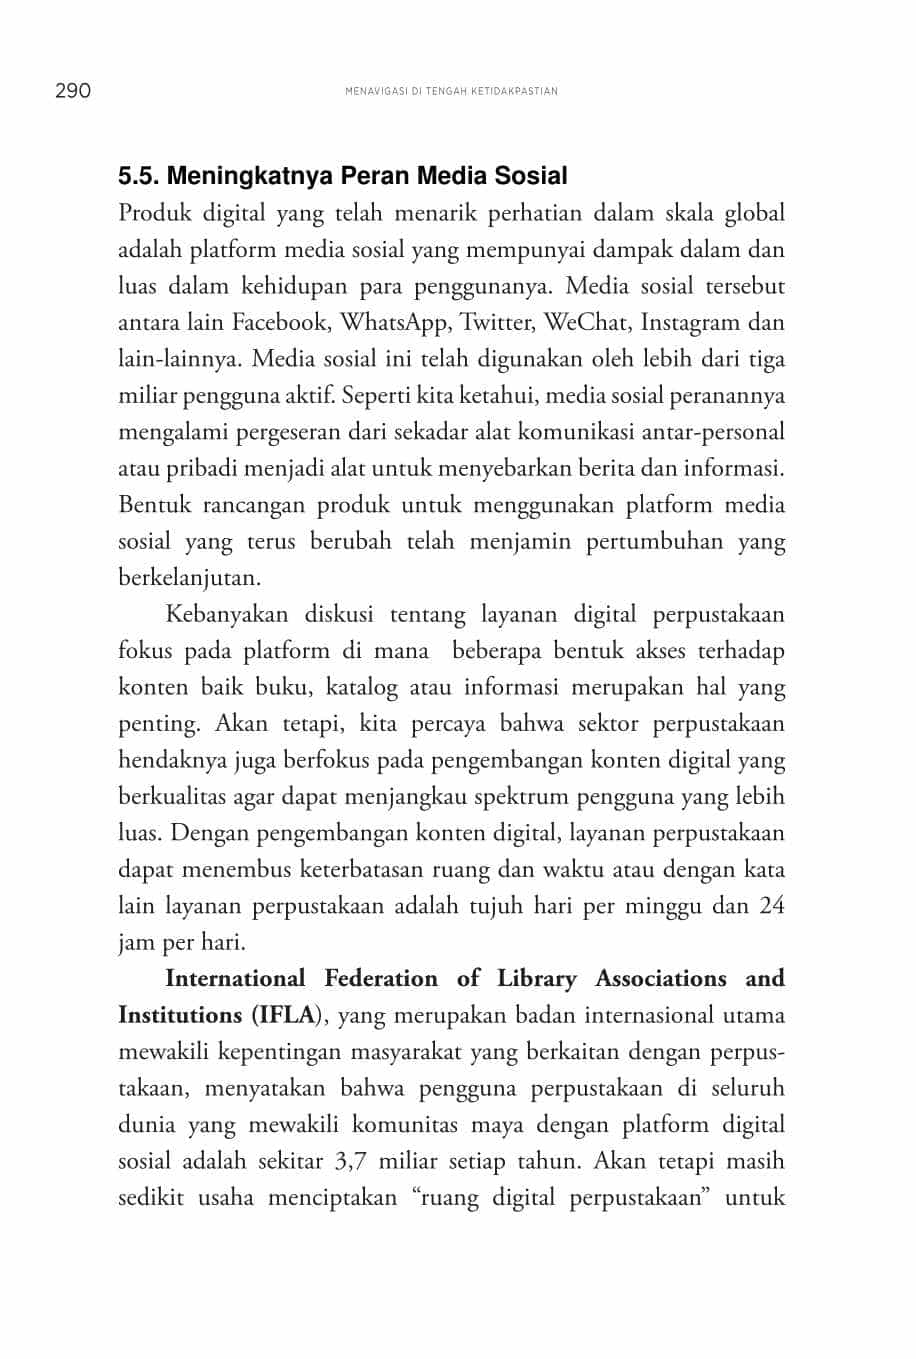 290
MENAVIGASI DI TENGAH KETIDAKPASTIAN
5.5. Meningkatnya Peran Media Sosial
Produk digital yang telah menarik perhatian dalam skala global
adalah platform media sosial yang mempunyai dampak dalam dan
luas dalam kehidupan para penggunanya. Media sosial tersebut
antara lain Facebook, WhatsApp, Twitter, WeChat, Instagram dan
lain-lainnya. Media sosial ini telah digunakan oleh lebih dari tiga
miliar pengguna aktif. Seperti kita ketahui, media sosial peranannya
mengalami pergeseran dari sekadar alat komunikasi antar-personal
atau pribadi menjadi alat untuk menyebarkan berita dan informasi.
Bentuk rancangan produk untuk menggunakan platform media
sosial yang terus berubah telah menjamin pertumbuhan yang
berkelanjutan.
Kebanyakan diskusi tentang layanan digital perpustakaan
fokus pada platform di mana beberapa bentuk akses terhadap
konten baik buku, katalog atau informasi merupakan hal yang
penting. Akan tetapi, kita percaya bahwa sektor perpustakaan
hendaknya juga berfokus pada pengembangan konten digital yang
berkualitas agar dapat menjangkau spektrum pengguna yang lebih
luas. Dengan pengembangan konten digital, layanan perpustakaan
dapat menembus keterbatasan ruang dan waktu atau dengan kata
lain layanan perpustakaan adalah tujuh hari per minggu dan 24
jam per hari.
International Federation of Library Associations and
Institutions (IFLA), yang merupakan badan internasional utama
mewakili kepentingan masyarakat yang berkaitan dengan perpus-
takaan, menyatakan bahwa pengguna perpustakaan di seluruh
dunia yang mewakili komunitas maya dengan platform digital
sosial adalah sekitar 3,7 miliar setiap tahun. Akan tetapi masih
sedikit usaha menciptakan “ruang digital perpustakaan” untuk